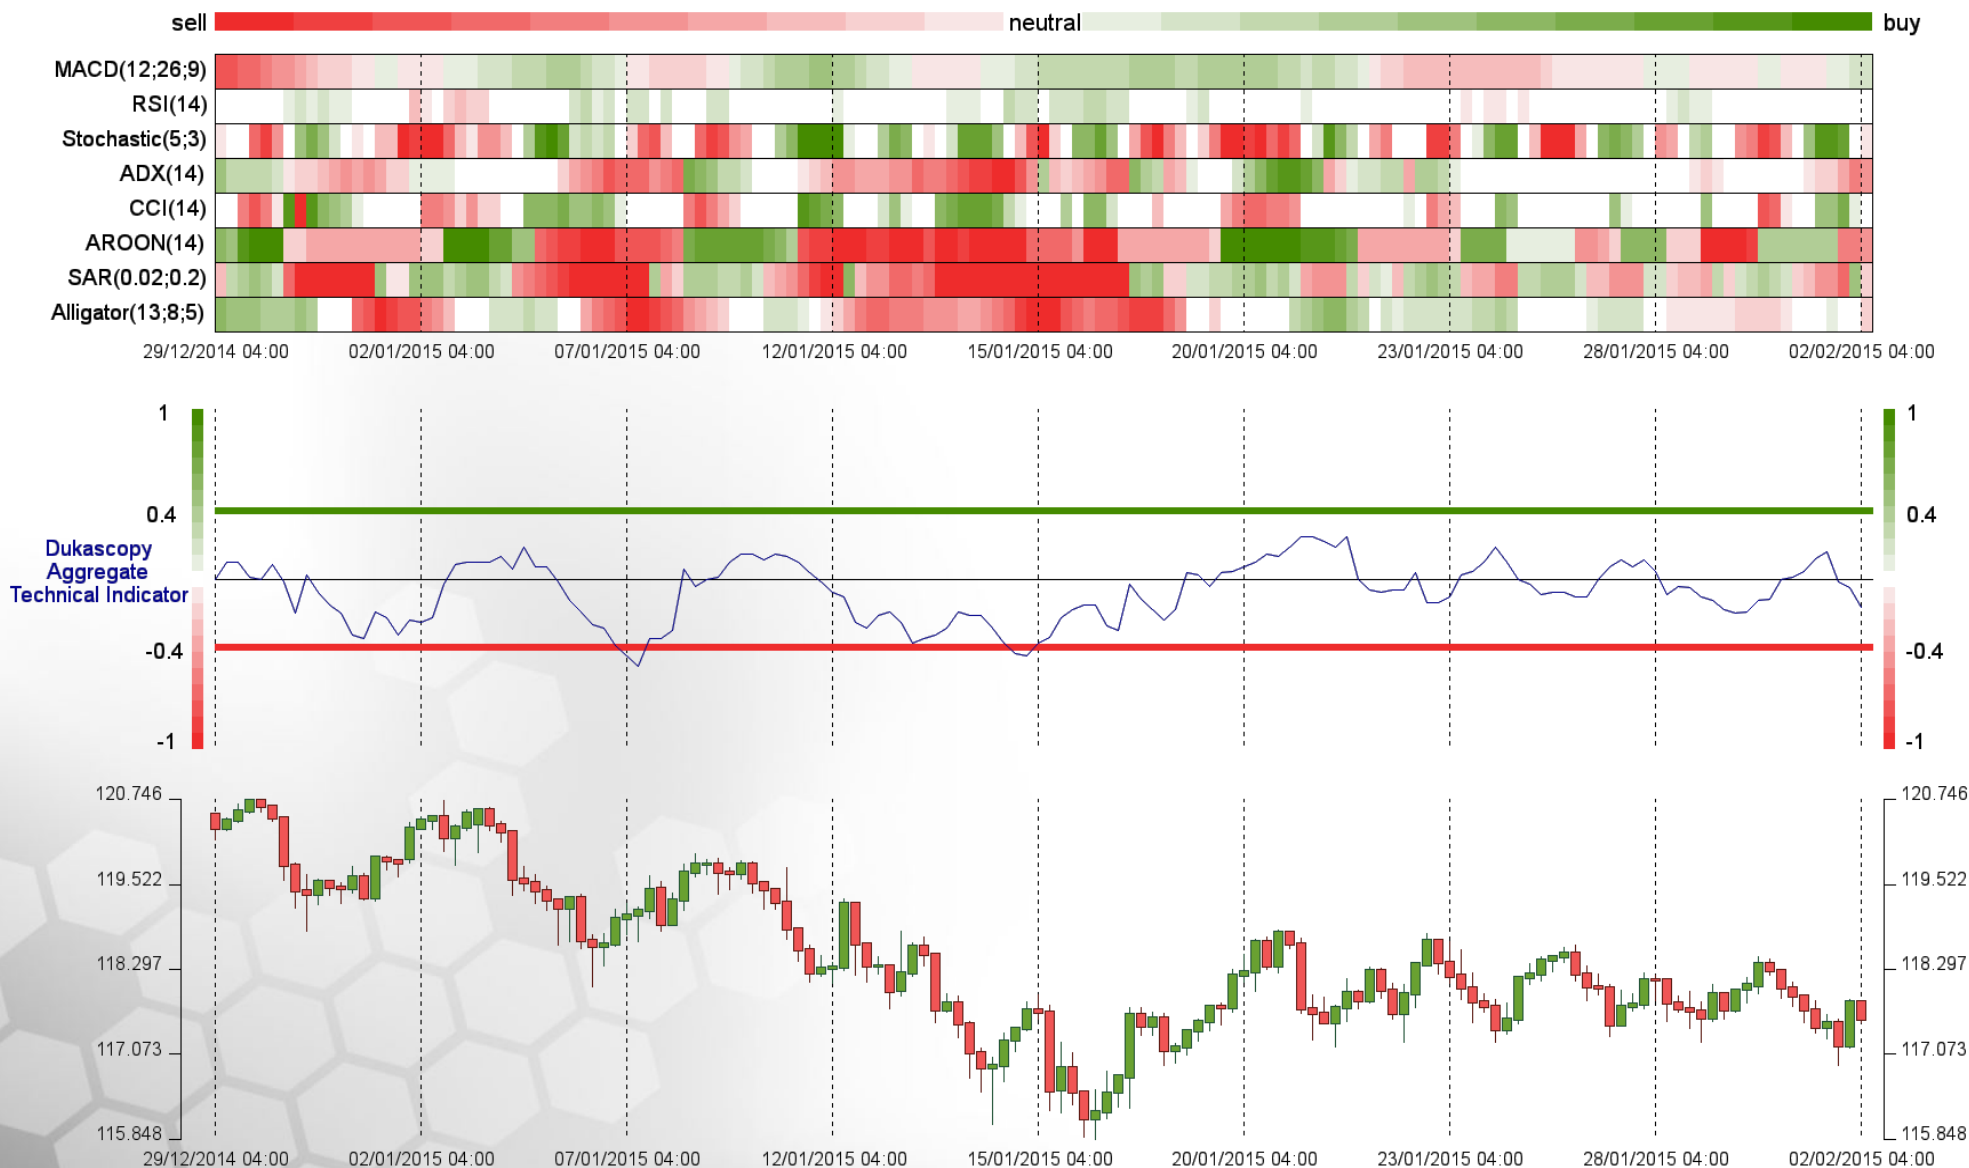 sell neutral buy
MACD(12;26;9)
RSI(14)
Stochastic(5;3)
ADX(14)
CCI(14)
AROON(14)
SAR(0.02;0.2)
Alligator(13;8;5)
29/12/2014 04:00 02/01/2015 04:00 07/01/2015 04:00 12/01/2015 04:00 15/01/2015 04:00 20/01/2015 04:00 23/01/2015 04:00 28/01/2015 04:00 02/02/2015 04:00
1 1
0.4 0.4
Dukascopy
Aggregate
Technical Indicator
-0.4 -0.4
-1 -1
120.746 120.746
119.522 119.522
118.297 118.297
117.073 117.073
115.848 115.848
29/12/2014 04:00 02/01/2015 04:00 07/01/2015 04:00 12/01/2015 04:00 15/01/2015 04:00 20/01/2015 04:00 23/01/2015 04:00 28/01/2015 04:00 02/02/2015 04:00